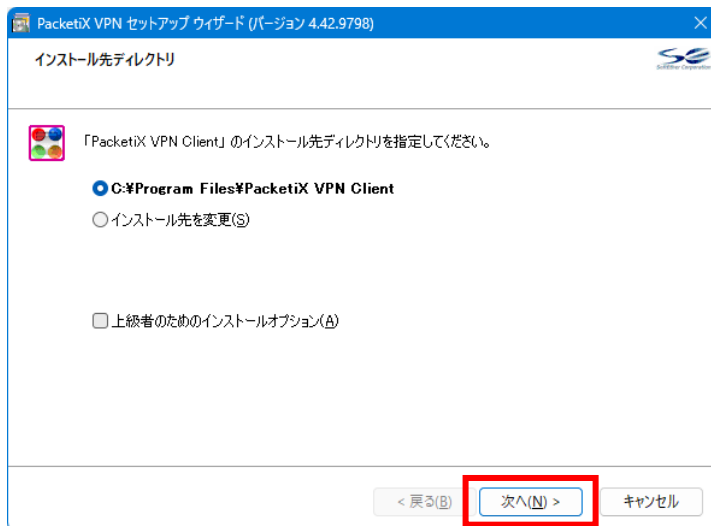 PacketiX VPN セットアップ ウィザード (バージョン 4.42.9798)
インストール先ディレクトリ
SoftEther Corporation
「PacketiX VPN Client」のインストール先ディレクトリを指定してください。
C:¥Program Files¥PacketiX VPN Client
インストール先を変更(S)
上級者のためのインストールオプション(A)
< 戻る(B)
次へ(N) >
キャンセル